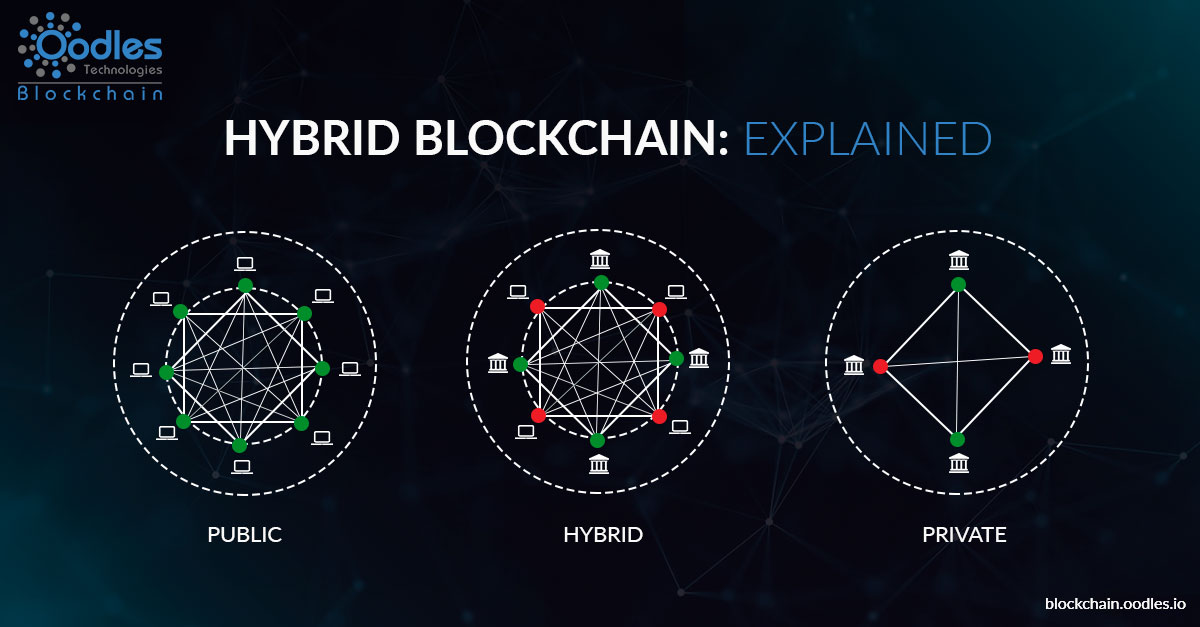 Oodles
Technologies
Blockchain
HYBRID BLOCKCHAIN: EXPLAINED
PUBLIC
HYBRID
PRIVATE
blockchain.oodles.io